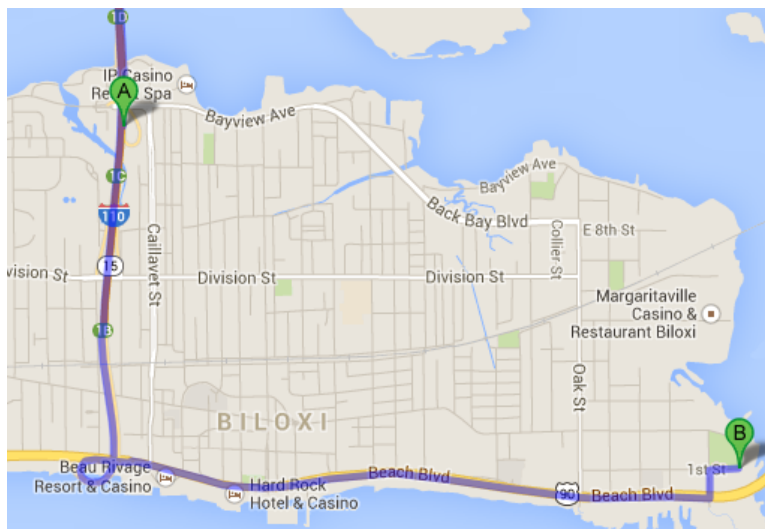 1D
IP Casino
Resort Spa
A
Bayview Ave
1C
Bayview Ave
110
Back Bay Blvd
Collier St
E 8th St
Caillavet St
15
Division St
Division St
Division St
Margaritaville
Casino &
Restaurant Biloxi
1B
Oak St
BILOXI
B
1st St
Beau Rivage
Resort & Casino
Hard Rock
Hotel & Casino
Beach Blvd
90
Beach Blvd